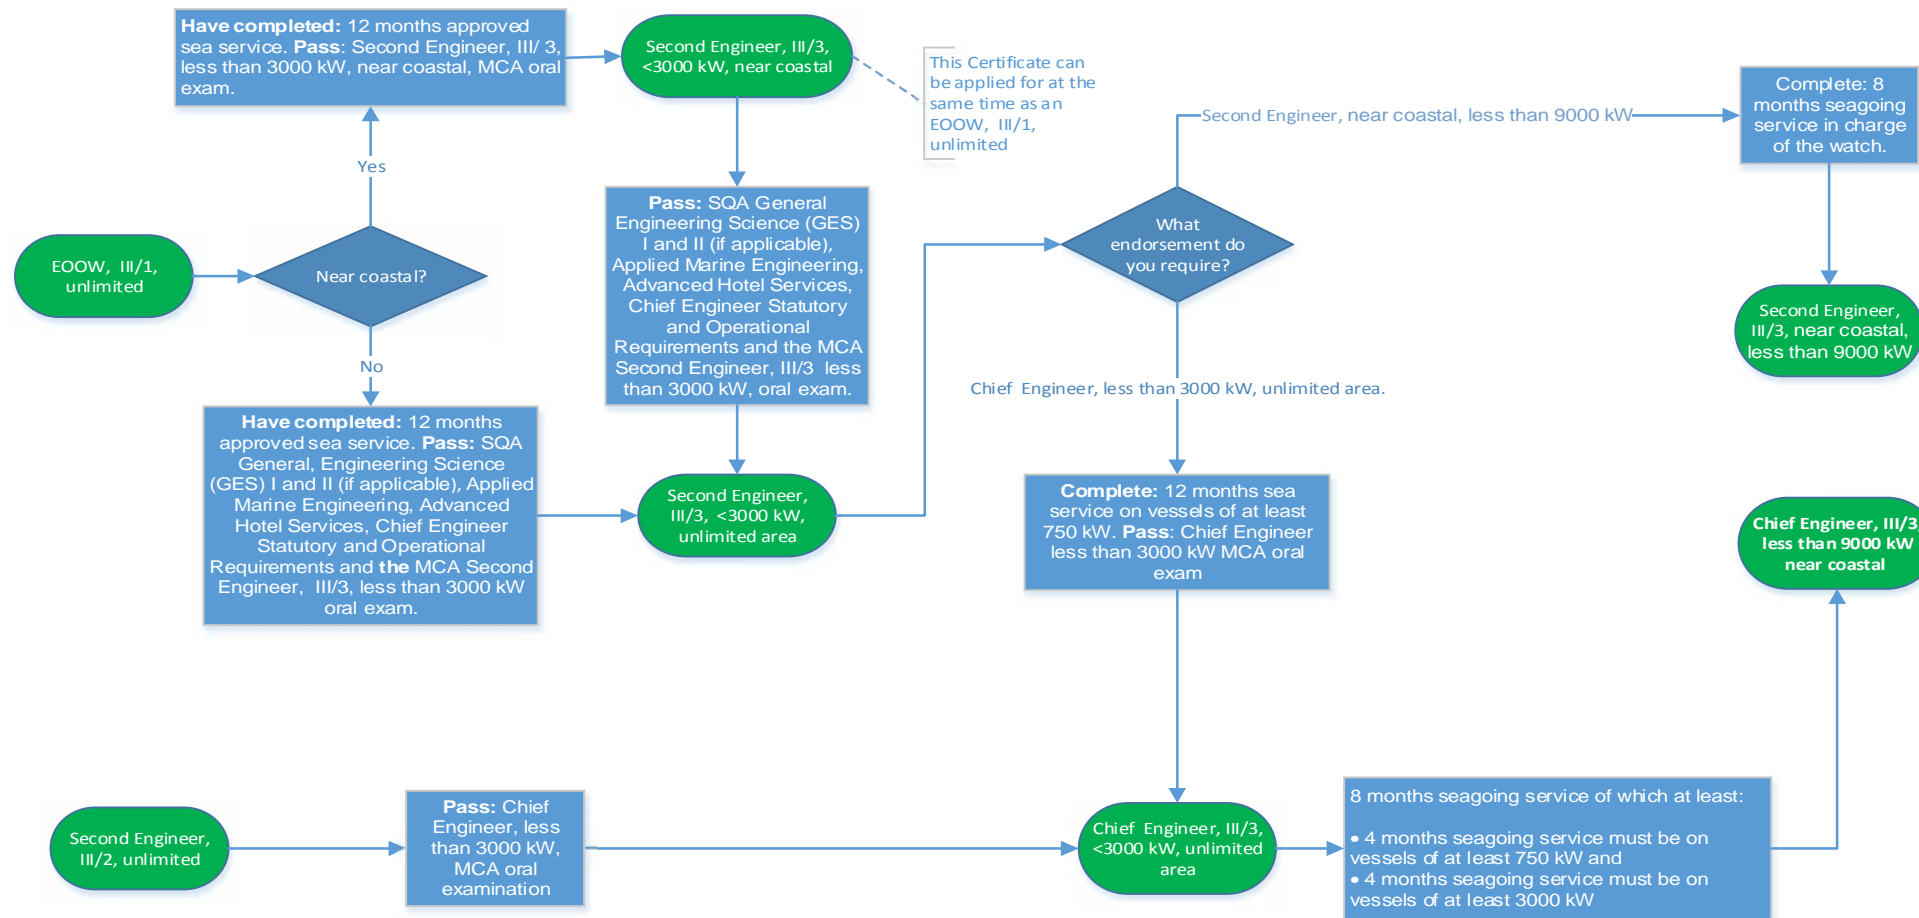 Have completed: 12 months approved
sea service. Pass: Second Engineer, III/ 3,
less than 3000 kW, near coastal, MCA oral
exam.
Second Engineer, III/3,
<3000 kW, near coastal
This Certificate can
be applied for at the
same time as an
EOOW, III/1,
unlimited
Second Engineer, near coastal, less than 9000 kW
Complete: 8
months seagoing
service in charge
of the watch.
Yes
EOOW, III/1,
unlimited
Near coastal?
No
Pass: SQA General
Engineering Science (GES)
I and II (if applicable),
Applied Marine Engineering,
Advanced Hotel Services,
Chief Engineer Statutory
and Operational
Requirements and the MCA
Second Engineer, III/3 less
than 3000 kW, oral exam.
What
endorsement do
you require?
Second Engineer,
III/3, near coastal,
less than 9000 kW
Chief Engineer, less than 3000 kW, unlimited area.
Have completed: 12 months
approved sea service. Pass: SQA
General, Engineering Science
(GES) I and II (if applicable), Applied
Marine Engineering, Advanced
Hotel Services, Chief Engineer
Statutory and Operational
Requirements and the MCA Second
Engineer, III/3, less than 3000 kW
oral exam.
Second Engineer,
III/3, <3000 kW,
unlimited area
Complete: 12 months sea
service on vessels of at least
750 kW. Pass: Chief Engineer
less than 3000 kW MCA oral
exam
Chief Engineer, III/3,
less than 9000 kW
near coastal
Second Engineer,
III/2, unlimited
Pass: Chief
Engineer, less
than 3000 kW,
MCA oral
examination
Chief Engineer, III/3,
<3000 kW, unlimited
area
8 months seagoing service of which at least:
• 4 months seagoing service must be on
vessels of at least 750 kW and
• 4 months seagoing service must be on
vessels of at least 3000 kW